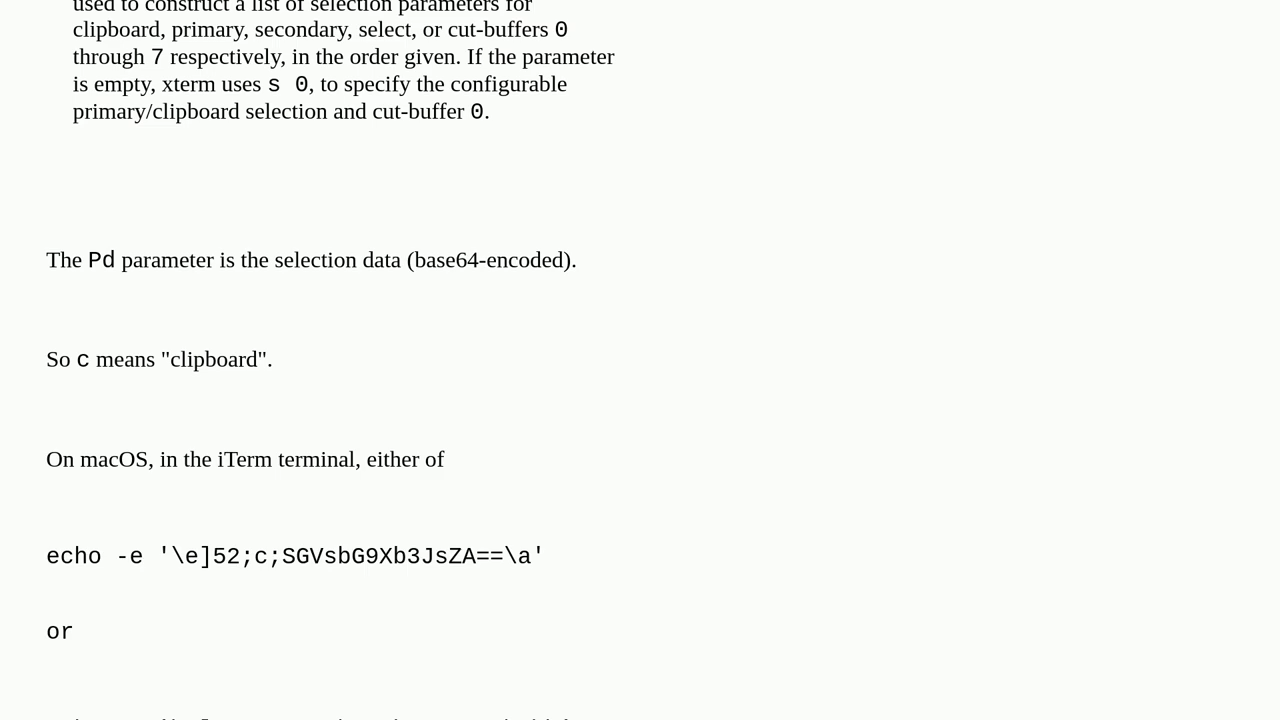 used to construct a list of selection parameters for
clipboard, primary, secondary, select, or cut-buffers 0
through 7 respectively, in the order given. If the parameter
is empty, xterm uses s 0, to specify the configurable
primary/clipboard selection and cut-buffer 0.
The Pd parameter is the selection data (base64-encoded).
So c means "clipboard".
On macOS, in the iTerm terminal, either of
echo -e '\e]52;c;SGVsbG9Xb3JsZA==\a'
or